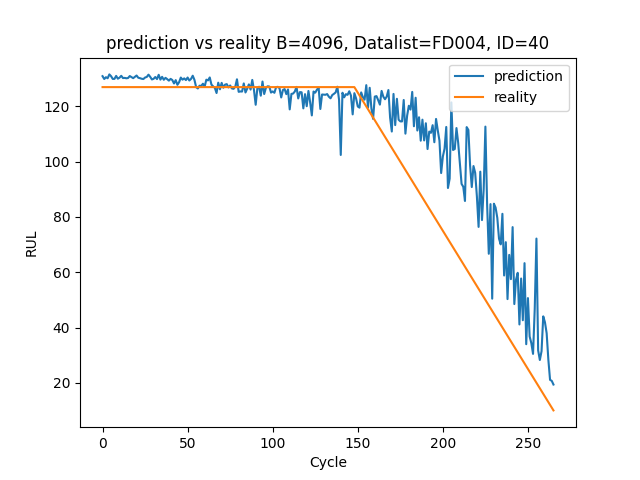 prediction vs reality B=4096, Datalist=FD004, ID=40
prediction
reality
RUL
120
100
80
60
40
20
0 50 100 150 200 250
Cycle